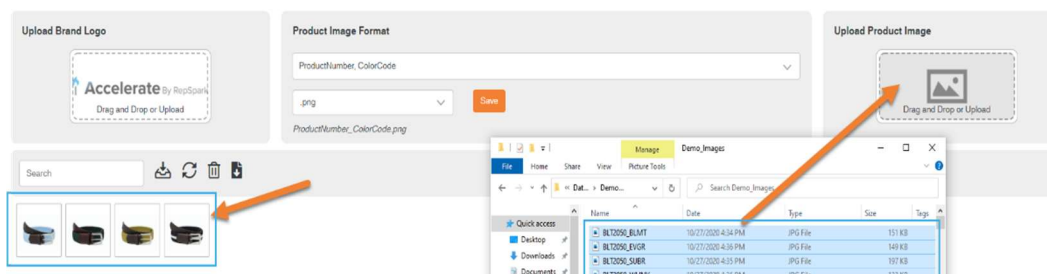 Upload Brand Logo
Accelerate By RepSpark
Drag and Drop or Upload
Product Image Format
ProductNumber, ColorCode
.png
Save
ProductNumber_ColorCode.png
Upload Product Image
Drag and Drop or Upload
Search
Manage
Demo_Images
File
Home
Share
View
Picture Tools
« Dat... › Demo...
Search Demo_Images
Quick access
Desktop
Downloads
Documents
Name
Date
Type
Size
Tags
BLT2050_BLMT 10/27/2020 4:34 PM JPG File 151 KB
BLT2050_EVGR 10/27/2020 4:36 PM JPG File 149 KB
BLT2050_SUBR 10/27/2020 4:35 PM JPG File 197 KB